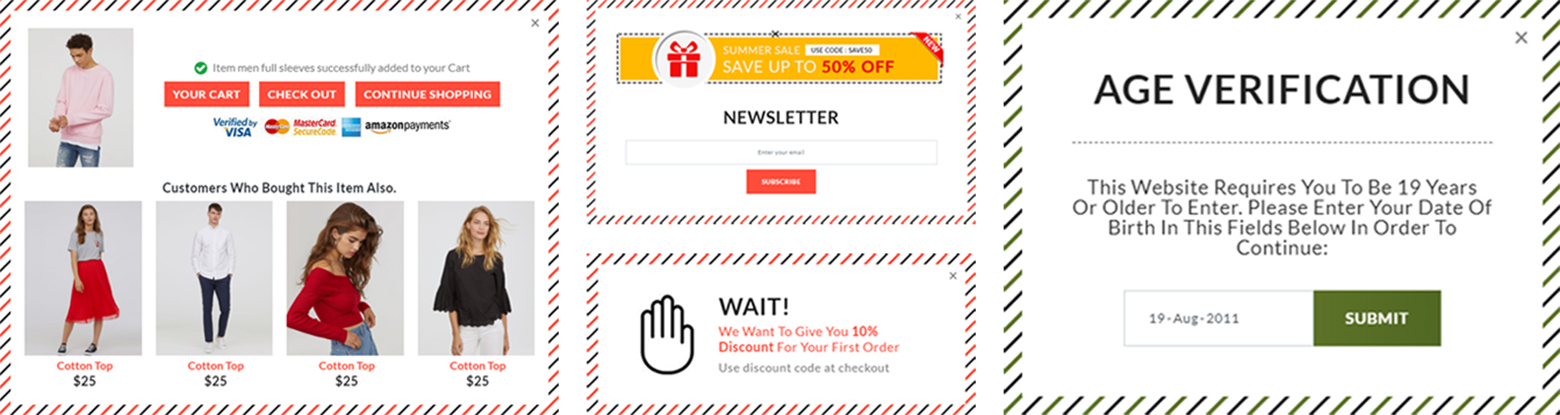 Item men full sleeves successfully added to your Cart
YOUR CART
CHECK OUT
CONTINUE SHOPPING
Verified by
VISA
MasterCard
SecureCode
amazonpayments
Customers Who Bought This Item Also.
Cotton Top
$25
Cotton Top
$25
Cotton Top
$25
Cotton Top
$25
SUMMER SALE
USE CODE : SAVE50
NEW
SAVE UP TO 50% OFF
NEWSLETTER
Enter your email
SUBSCRIBE
WAIT!
We Want To Give You 10%
Discount For Your First Order
Use discount code at checkout
AGE VERIFICATION
This Website Requires You To Be 19 Years
Or Older To Enter. Please Enter Your Date Of
Birth In This Fields Below In Order To
Continue:
19-Aug-2011
SUBMIT